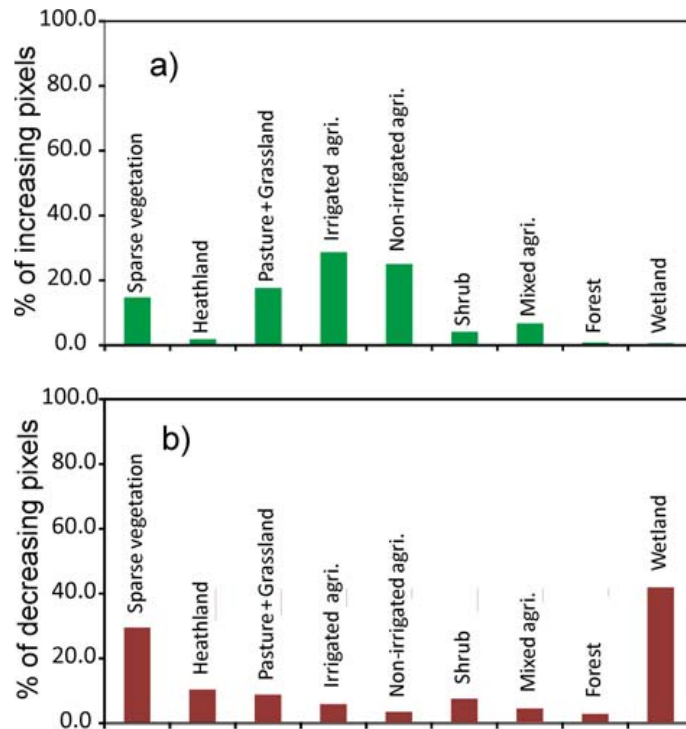 % of increasing pixels
100.0
80.0
60.0
40.0
20.0
0.0
a)
Sparse vegetation
Heathland
Pasture + Grassland
Irrigated agri.
Non-irrigated agri.
Shrub
Mixed agri.
Forest
Wetland
% of decreasing pixels
100.0
80.0
60.0
40.0
20.0
0.0
b)
Sparse vegetation
Heathland
Pasture + Grassland
Irrigated agri.
Non-irrigated agri.
Shrub
Mixed agri.
Forest
Wetland